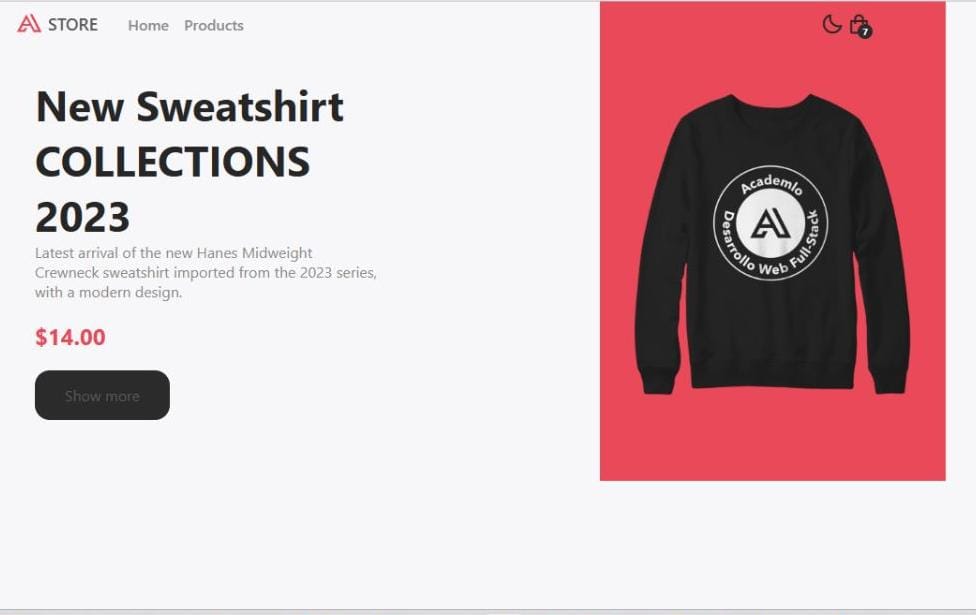 STORE
Home
Products
7
New Sweatshirt
COLLECTIONS
2023
Latest arrival of the new Hanes Midweight
Crewneck sweatshirt imported from the 2023 series,
with a modern design.
$14.00
Show more
Academlo
Desarrollo Web Full-Stack